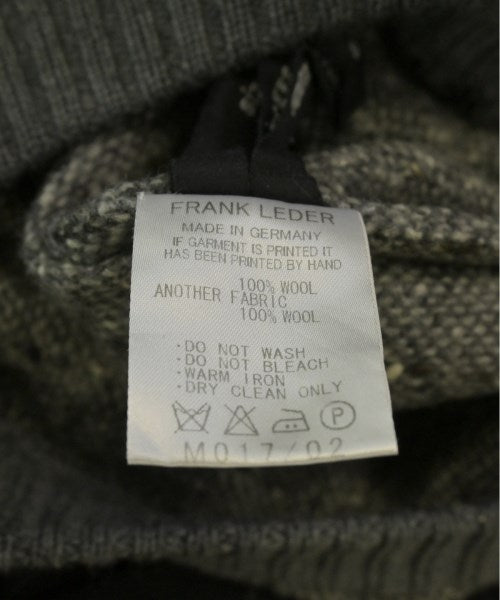 FRANK LEDER
MADE IN GERMANY
IF GARMENT IS PRINTED IT
HAS BEEN PRINTED BY HAND
100% WOOL
ANOTHER FABRIC
100% WOOL
・DO NOT WASH
・DO NOT BLEACH
・WARM IRON
・DRY CLEAN ONLY
P
M017/02